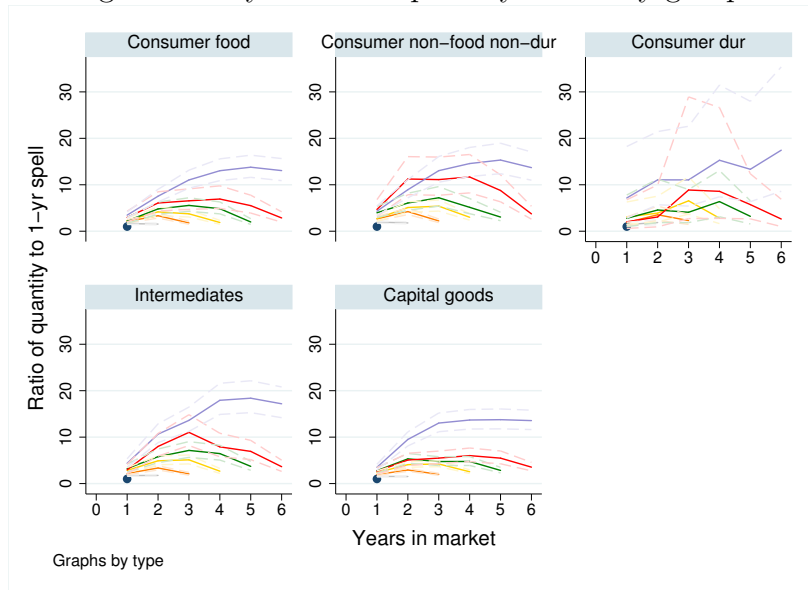 Consumer food
Consumer non−food non−dur
Consumer dur
0 10 20 30
0 10 20 30
0 10 20 30
0 1 2 3 4 5 6
Intermediates
Capital goods
0 10 20 30
0 10 20 30
0 1 2 3 4 5 6
0 1 2 3 4 5 6
Ratio of quantity to 1−yr spell
Years in market
Graphs by type